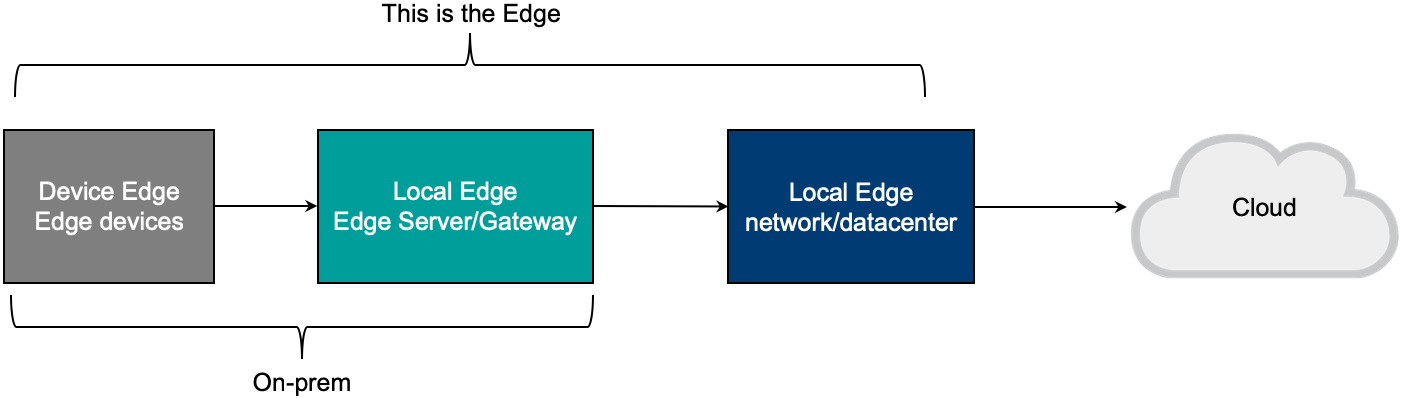 This is the Edge
Device Edge
Edge devices
Local Edge
Edge Server/Gateway
Local Edge
network/datacenter
Cloud
On-prem